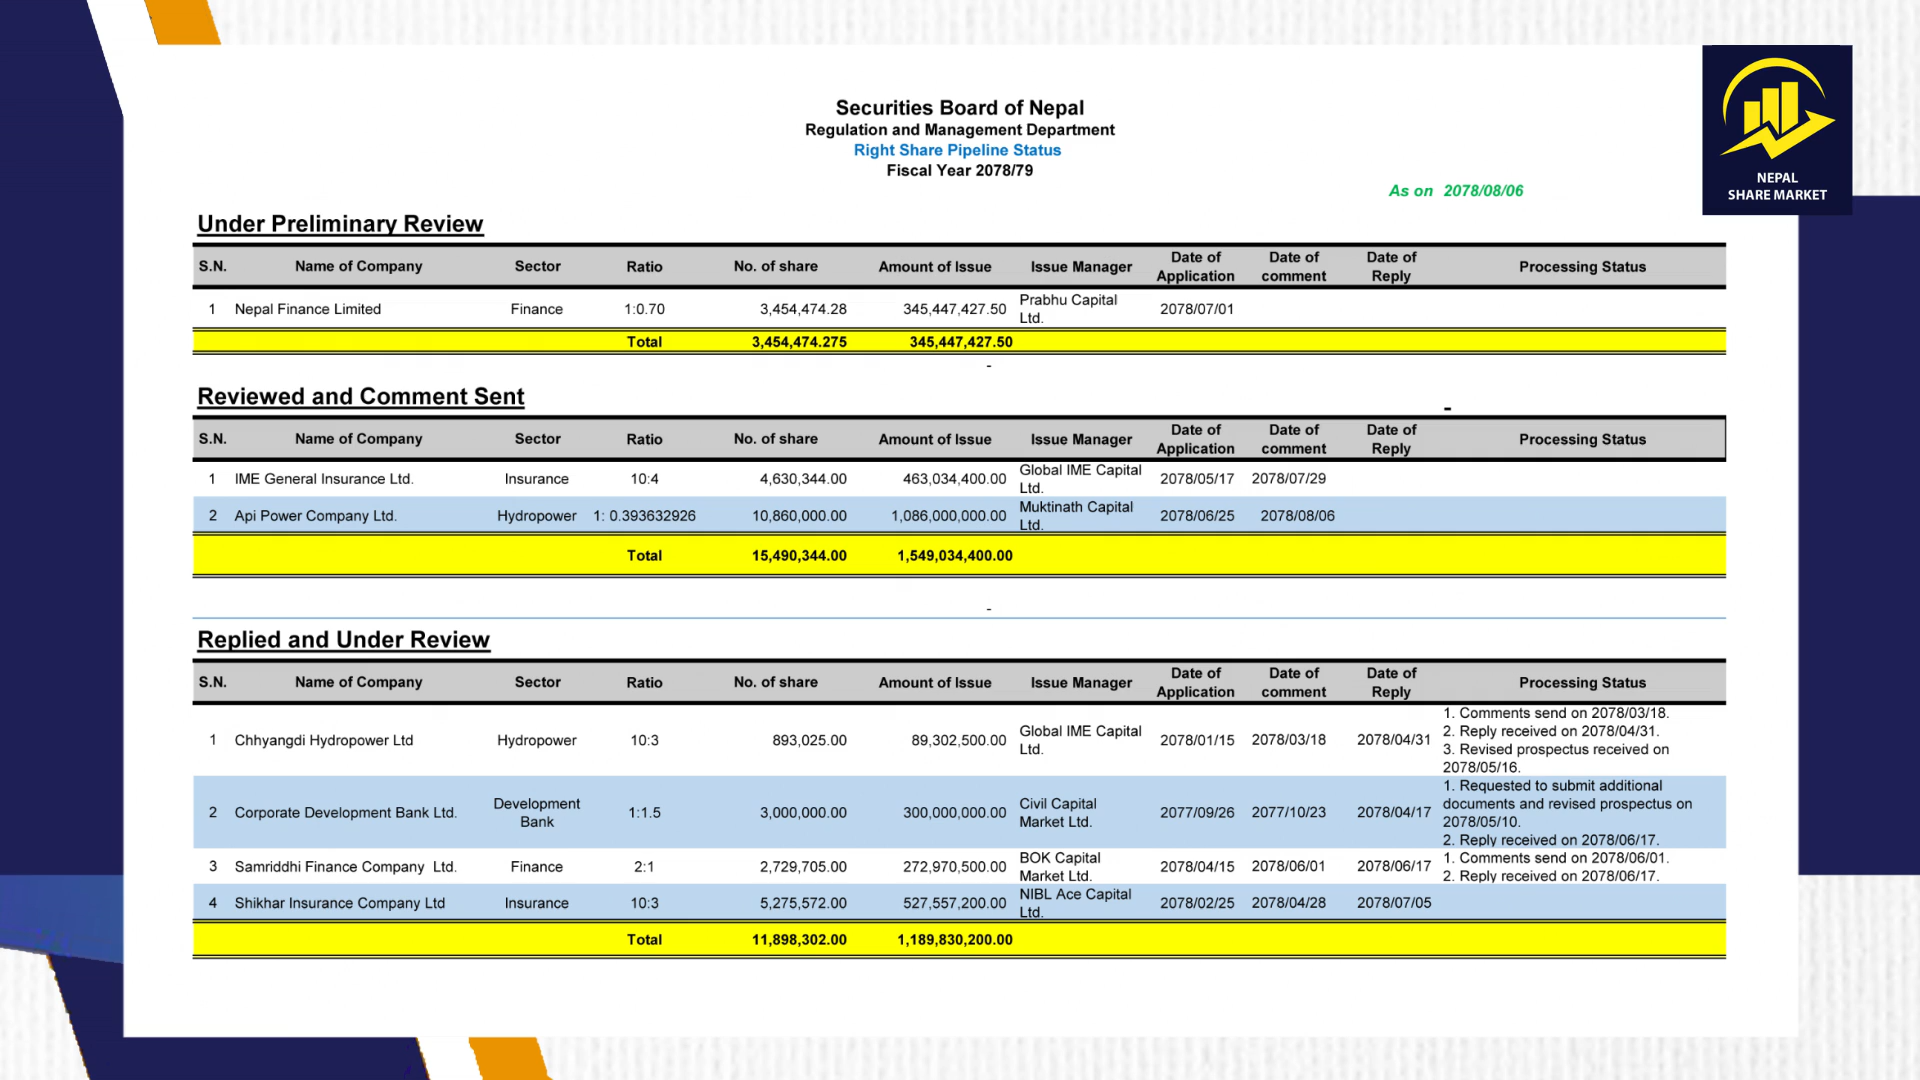 Securities Board of Nepal
Regulation and Management Department
Right Share Pipeline Status
Fiscal Year 2078/79
As on 2078/08/06
NEPAL
SHARE MARKET
Under Preliminary Review
S.N. Name of Company Sector Ratio No. of share Amount of Issue Issue Manager Date of Application Date of comment Date of Reply Processing Status
1 Nepal Finance Limited Finance 1:0.70 3,454,474.28 345,447,427.50 Prabhu Capital Ltd. 2078/07/01
Total 3,454,474.275 345,447,427.50
-
Reviewed and Comment Sent
-
S.N. Name of Company Sector Ratio No. of share Amount of Issue Issue Manager Date of Application Date of comment Date of Reply Processing Status
1 IME General Insurance Ltd. Insurance 10:4 4,630,344.00 463,034,400.00 Global IME Capital Ltd. 2078/05/17 2078/07/29
2 Api Power Company Ltd. Hydropower 1: 0.393632926 10,860,000.00 1,086,000,000.00 Muktinath Capital Ltd. 2078/06/25 2078/08/06
Total 15,490,344.00 1,549,034,400.00
-
Replied and Under Review
S.N. Name of Company Sector Ratio No. of share Amount of Issue Issue Manager Date of Application Date of comment Date of Reply Processing Status
1 Chhyangdi Hydropower Ltd Hydropower 10:3 893,025.00 89,302,500.00 Global IME Capital Ltd. 2078/01/15 2078/03/18 2078/04/31 1. Comments send on 2078/03/18.
2. Reply received on 2078/04/31.
3. Revised prospectus received on
2078/05/16.
2 Corporate Development Bank Ltd. Development Bank 1:1.5 3,000,000.00 300,000,000.00 Civil Capital Market Ltd. 2077/09/26 2077/10/23 2078/04/17 1. Requested to submit additional
documents and revised prospectus on
2078/05/10.
2. Reply received on 2078/06/17.
3 Samriddhi Finance Company Ltd. Finance 2:1 2,729,705.00 272,970,500.00 BOK Capital Market Ltd. 2078/04/15 2078/06/01 2078/06/17 1. Comments send on 2078/06/01.
2. Reply received on 2078/06/17.
4 Shikhar Insurance Company Ltd Insurance 10:3 5,275,572.00 527,557,200.00 NIBL Ace Capital Ltd. 2078/02/25 2078/04/28 2078/07/05
Total 11,898,302.00 1,189,830,200.00